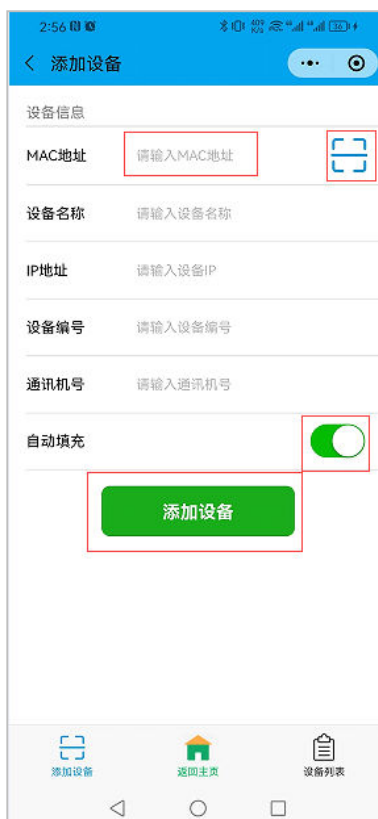 2:56 409 K/s 36
添加设备
设备信息
MAC地址 请输入MAC地址
设备名称 请输入设备名称
IP地址 请输入设备IP
设备编号 请输入设备编号
通讯机号 请输入通讯机号
自动填充
添加设备
添加设备 返回主页 设备列表